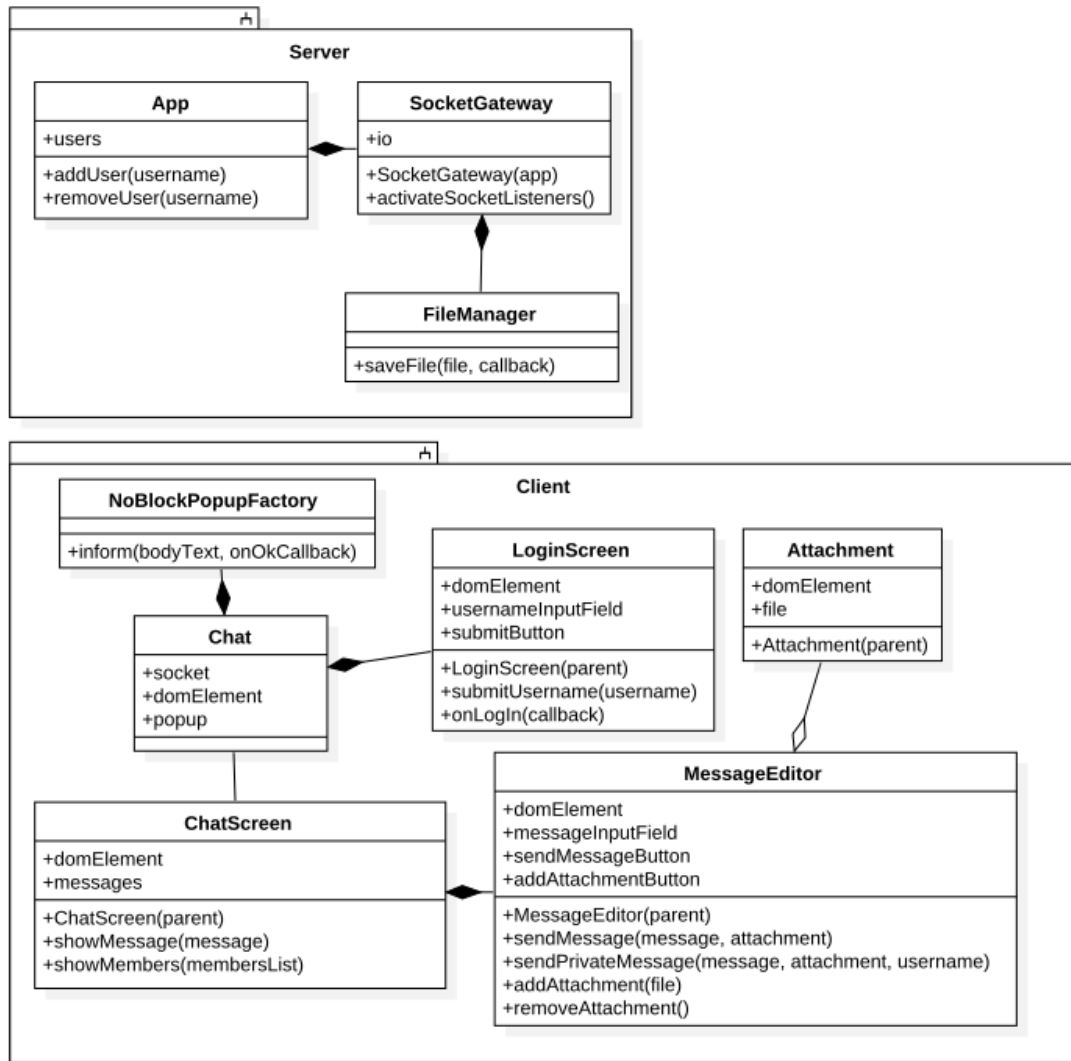 Server
App
+users
+addUser(username)
+removeUser(username)
SocketGateway
+io
+SocketGateway(app)
+activateSocketListeners()
FileManager
+saveFile(file, callback)
Client
NoBlockPopupFactory
+inform(bodyText, onOkCallback)
LoginScreen
+domElement
+usernameInputField
+submitButton
+LoginScreen(parent)
+submitUsername(username)
+onLogIn(callback)
Attachment
+domElement
+file
+Attachment(parent)
Chat
+socket
+domElement
+popup
ChatScreen
+domElement
+messages
+ChatScreen(parent)
+showMessage(message)
+showMembers(membersList)
MessageEditor
+domElement
+messageInputField
+sendMessageButton
+addAttachmentButton
+MessageEditor(parent)
+sendMessage(message, attachment)
+sendPrivateMessage(message, attachment, username)
+addAttachment(file)
+removeAttachment()